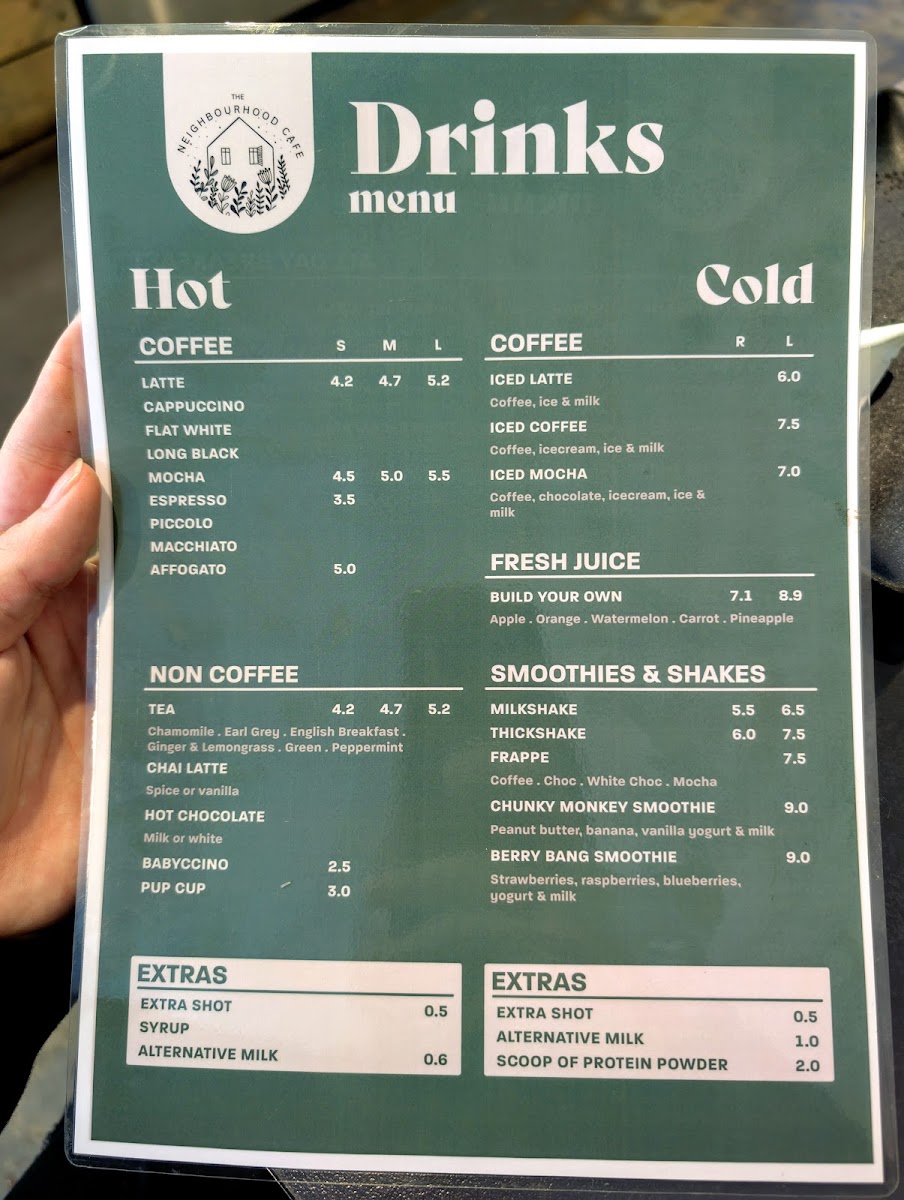 THE
NEIGHBOURHOOD CAFE
Drinks
menu
Hot
COFFEE S M L
LATTE 4.2 4.7 5.2
CAPPUCCINO
FLAT WHITE
LONG BLACK
MOCHA 4.5 5.0 5.5
ESPRESSO 3.5
PICCOLO
MACCHIATO
AFFOGATO 5.0
NON COFFEE
TEA 4.2 4.7 5.2
Chamomile . Earl Grey . English Breakfast .
Ginger & Lemongrass . Green . Peppermint
CHAI LATTE
Spice or vanilla
HOT CHOCOLATE
Milk or white
BABYCCINO 2.5
PUP CUP 3.0
EXTRAS
EXTRA SHOT 0.5
SYRUP
ALTERNATIVE MILK 0.6
Cold
COFFEE R L
ICED LATTE 6.0
Coffee, ice & milk
ICED COFFEE 7.5
Coffee, icecream, ice & milk
ICED MOCHA 7.0
Coffee, chocolate, icecream, ice &
milk
FRESH JUICE
BUILD YOUR OWN 7.1 8.9
Apple . Orange . Watermelon . Carrot . Pineapple
SMOOTHIES & SHAKES
MILKSHAKE 5.5 6.5
THICKSHAKE 6.0 7.5
FRAPPE 7.5
Coffee . Choc . White Choc . Mocha
CHUNKY MONKEY SMOOTHIE 9.0
Peanut butter, banana, vanilla yogurt & milk
BERRY BANG SMOOTHIE 9.0
Strawberries, raspberries, blueberries,
yogurt & milk
EXTRAS
EXTRA SHOT 0.5
ALTERNATIVE MILK 1.0
SCOOP OF PROTEIN POWDER 2.0